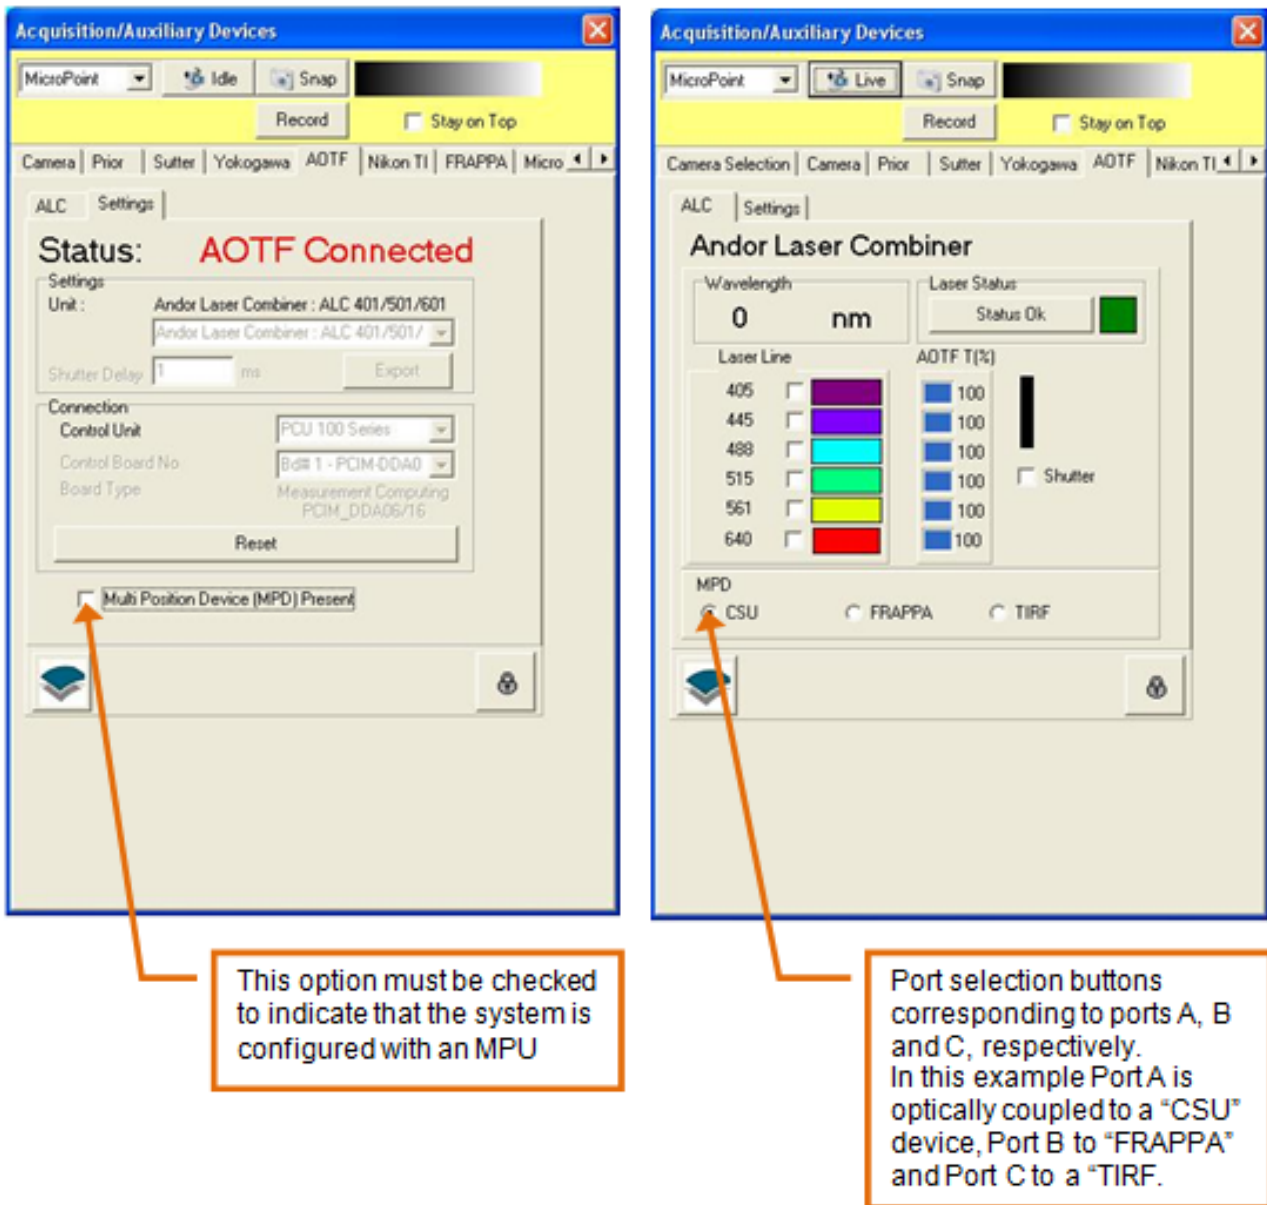 Acquisition/Auxiliary Devices
MicroPoint Idle Snap
Record Stay on Top
Camera Prior Sutter Yokogawa AOTF Nikon TI FRAPPA Micro
ALC Settings
Status: AOTF Connected
Settings
Unit : Andor Laser Combiner : ALC 401/501/601
Andor Laser Combiner : ALC 401/501/
Shutter Delay 1 ms Export
Connection
Control Unit PCU 100 Series
Control Board No Bd# 1 - PCIM-DDA0
Board Type Measurement Computing
PCIM_DDA06/16
Reset
Multi Position Device (MPD) Present
This option must be checked
to indicate that the system is
configured with an MPU
Acquisition/Auxiliary Devices
MicroPoint Live Snap
Record Stay on Top
Camera Selection Camera Prior Sutter Yokogawa AOTF Nikon TI
ALC Settings
Andor Laser Combiner
Wavelength Laser Status
0 nm Status Ok
Laser Line AOTF T(%)
405 100
445 100
488 100
515 100 Shutter
561 100
640 100
MPD
CSU FRAPPA TIRF
Port selection buttons
corresponding to ports A, B
and C, respectively.
In this example Port A is
optically coupled to a “CSU”
device, Port B to “FRAPPA”
and Port C to a “TIRF.